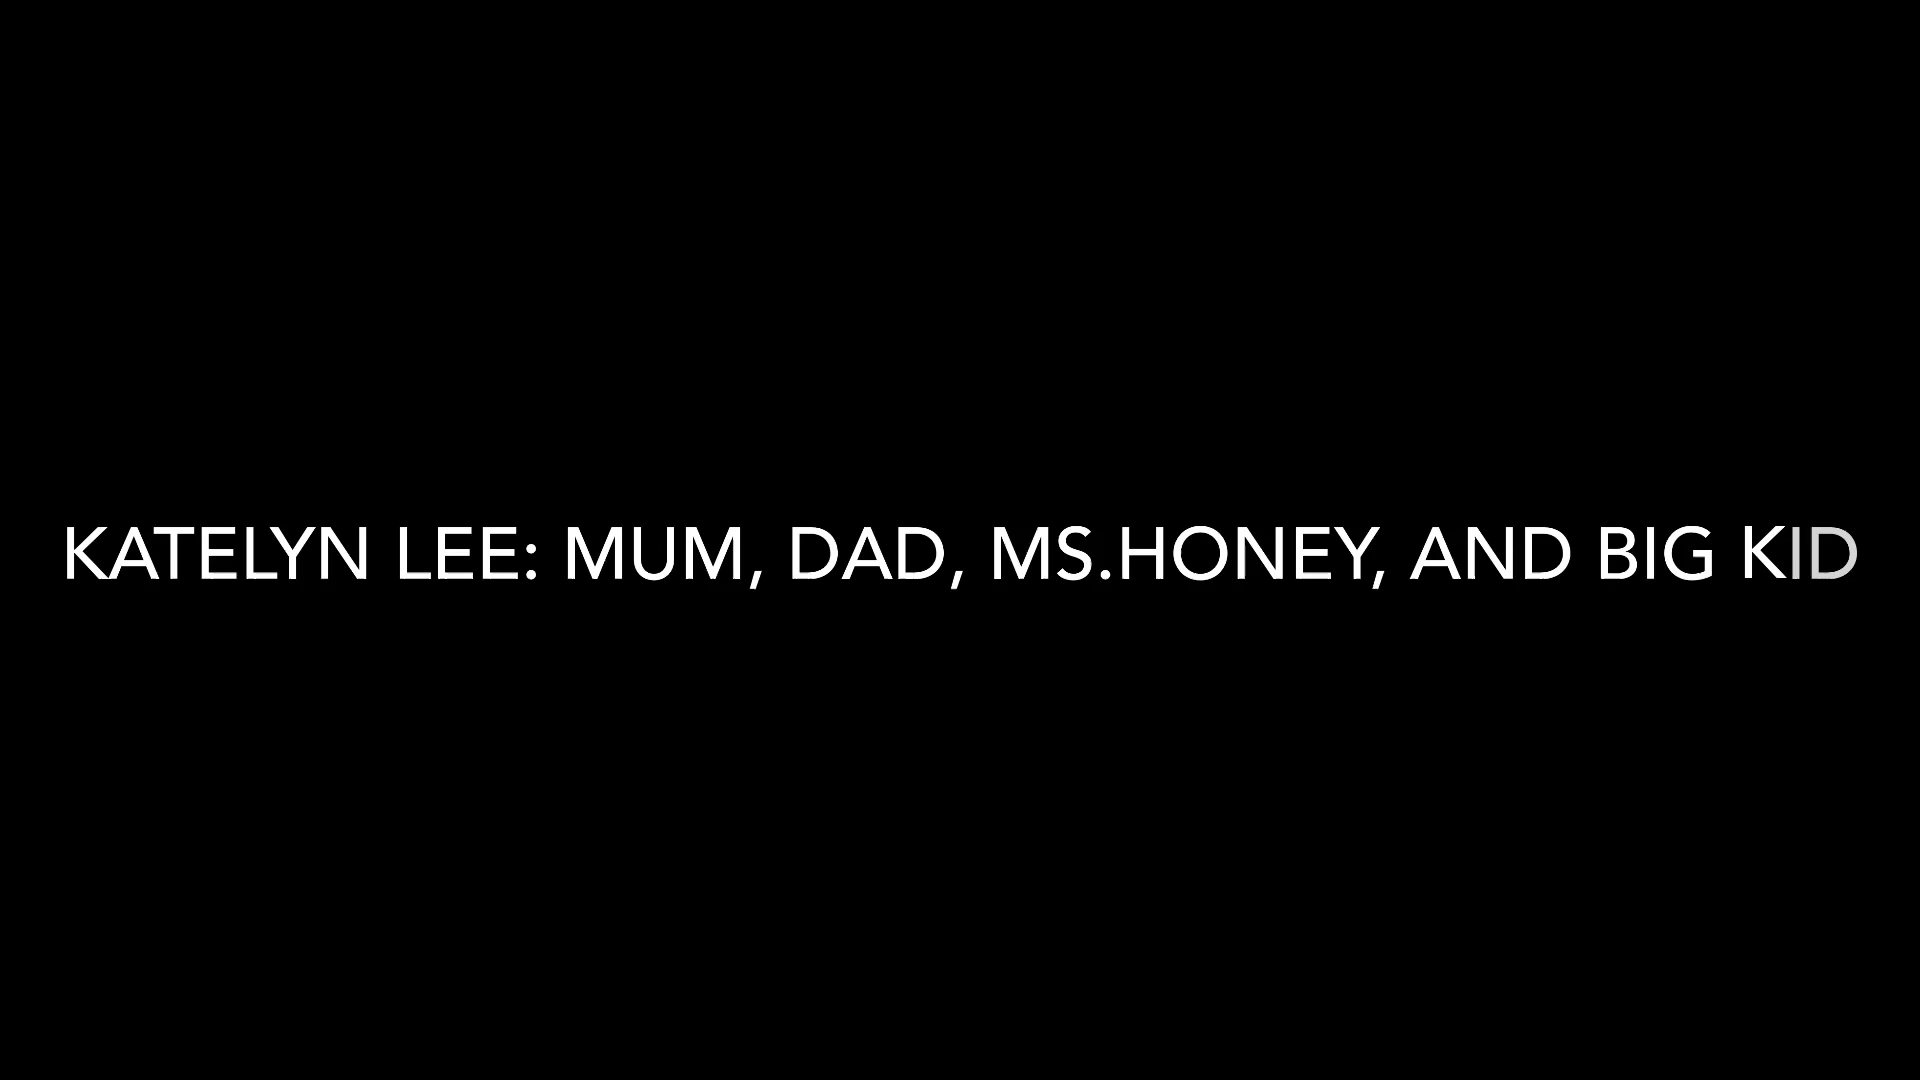 KATELYN LEE: MUM, DAD, MS.HONEY, AND BIG KID